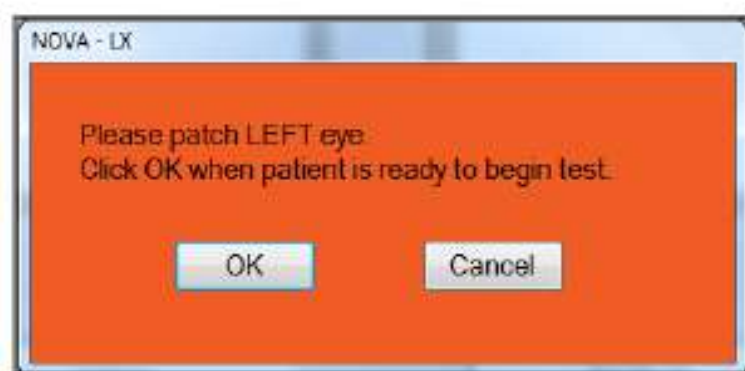 NOVA - LX
Please patch LEFT eye
Click OK when patient is ready to begin test.
OK
Cancel